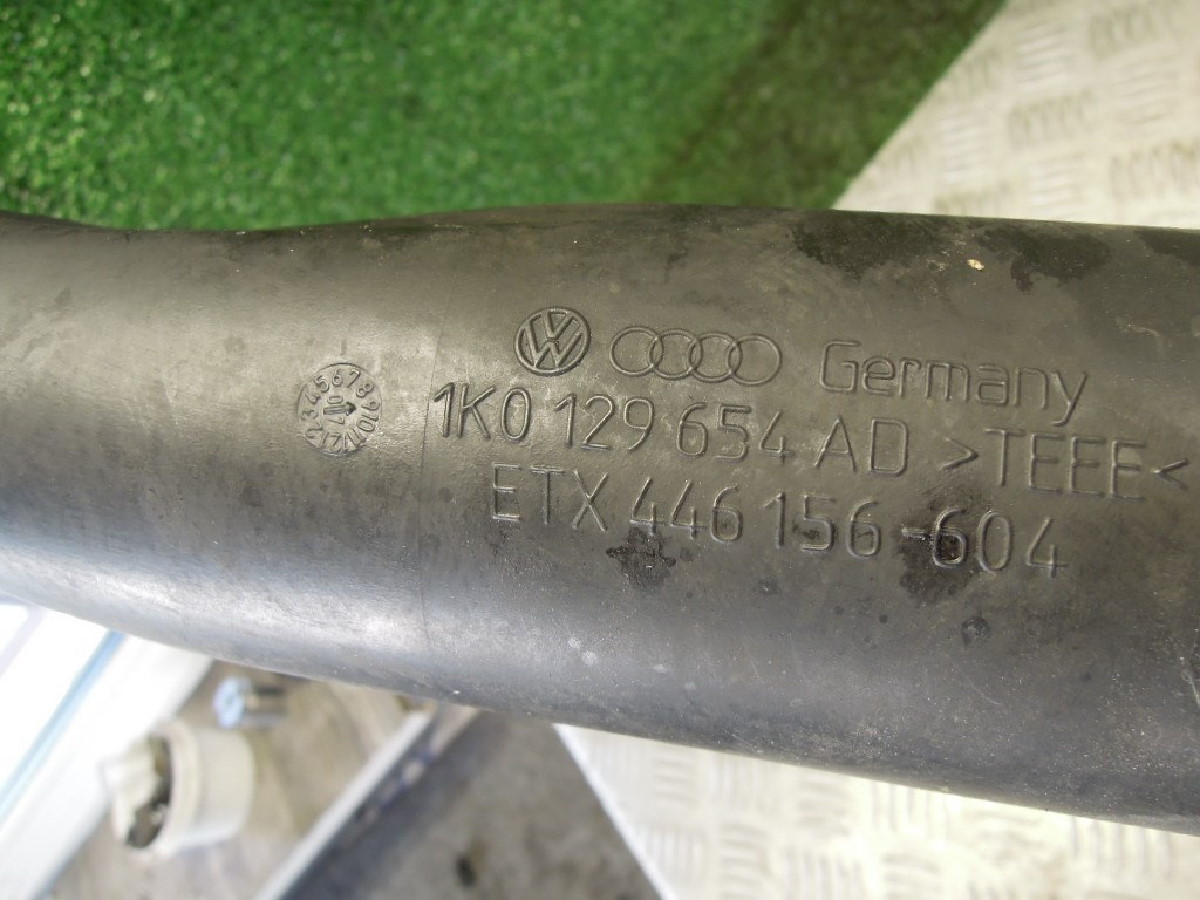 Germany
1K0 129 654 AD >TEEE<
ETX 446 156-604